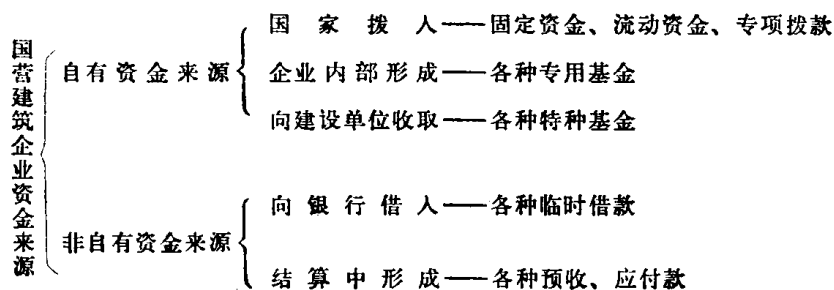 国营建筑企业资金来源
自有资金来源
国家拨人——固定资金、流动资金、专项拨款
企业内部形成——各种专用基金
向建设单位收取——各种特种基金
非自有资金来源
向银行借人——各种临时借款
结算中形成——各种预收、应付款